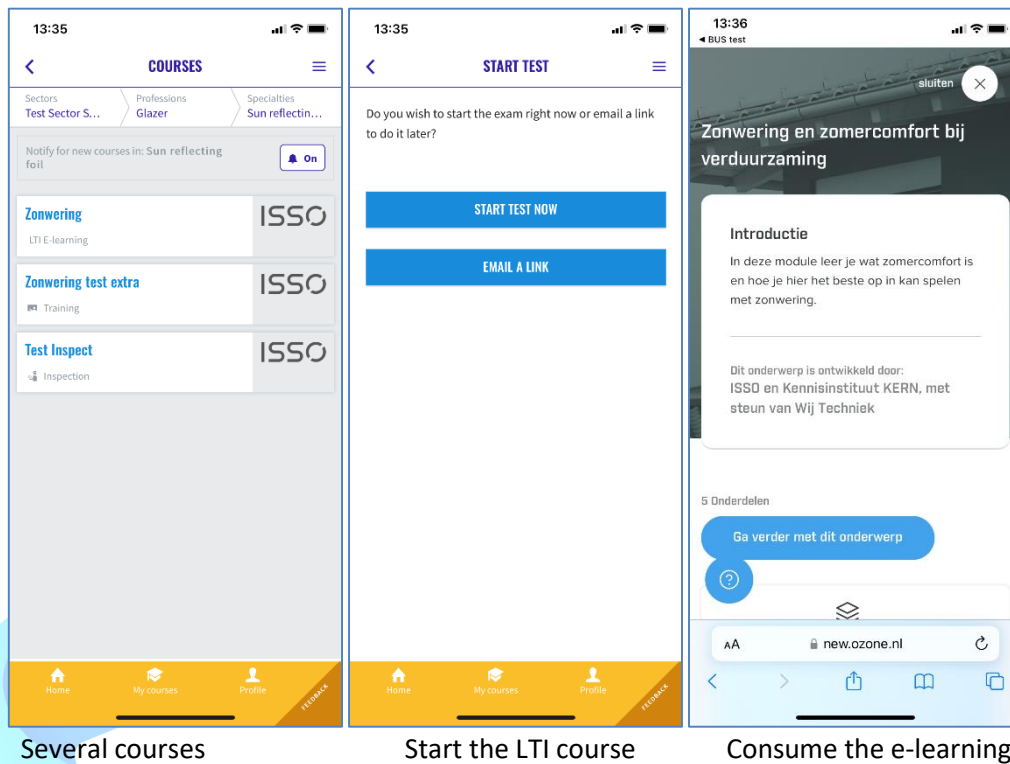 13:35
COURSES
Sectors
Test Sector S...
Professions
Glazer
Specialties
Sun reflectin...
Notify for new courses in: Sun reflecting
foil
On
Zonwering
LTI E-learning
ISSO
Zonwering test extra
Training
ISSO
Test Inspect
Inspection
ISSO
Home
My courses
Profile
FEEDBACK
Several courses
13:35
START TEST
Do you wish to start the exam right now or email a link
to do it later?
START TEST NOW
EMAIL A LINK
Home
My courses
Profile
FEEDBACK
Start the LTI course
13:36
◀ BUS test
sluiten
Zonwering en zomercomfort bij
verduurzaming
Introductie
In deze module leer je wat zomercomfort is
en hoe je hier het beste op in kan spelen
met zonwering.
Dit onderwerp is ontwikkeld door:
ISSO en Kennisinstituut KERN, met
steun van Wij Techniek
5 Onderdelen
Ga verder met dit onderwerp
?
AA
new.ozone.nl
Consume the e-learning